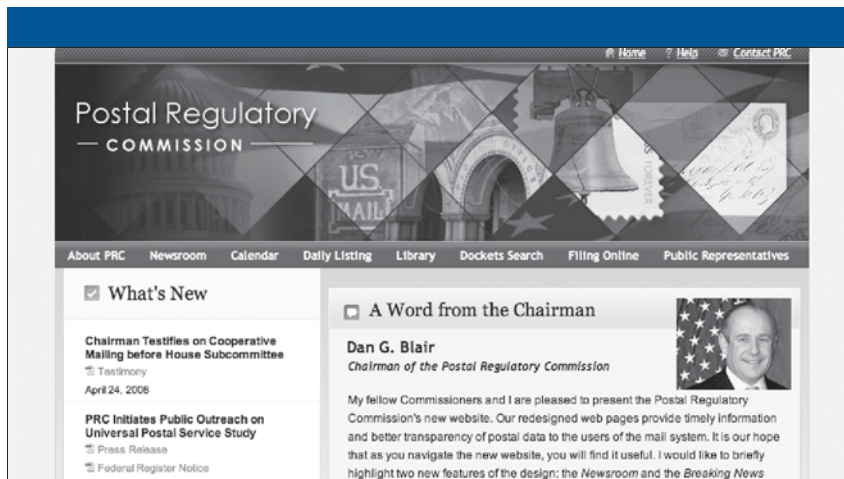 Home ? Help Contact PRC
Postal Regulatory
COMMISSION
U.S.
MAIL
FOREVER
About PRC Newsroom Calendar Daily Listing Library Dockets Search Filing Online Public Representatives
What's New
Chairman Testifies on Cooperative
Mailing before House Subcommittee
Testimony
April 24, 2008
PRC Initiates Public Outreach on
Universal Postal Service Study
Press Release
Federal Register Notice
A Word from the Chairman
Dan G. Blair
Chairman of the Postal Regulatory Commission
My fellow Commissioners and I are pleased to present the Postal Regulatory
Commission's new website. Our redesigned web pages provide timely information
and better transparency of postal data to the users of the mail system. It is our hope
that as you navigate the new website, you will find it useful. I would like to briefly
highlight two new features of the design: the Newsroom and the Breaking News